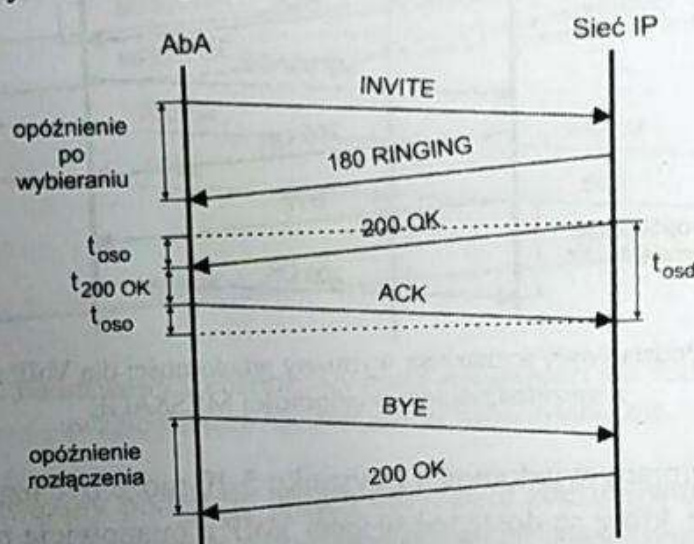 AbA
Sieć IP
INVITE
opóźnienie
po
wybieraniu
180 RINGING
200 OK
t_oso
t_200 OK
t_oso
t_osd
ACK
BYE
opóźnienie
rozłączenia
200 OK